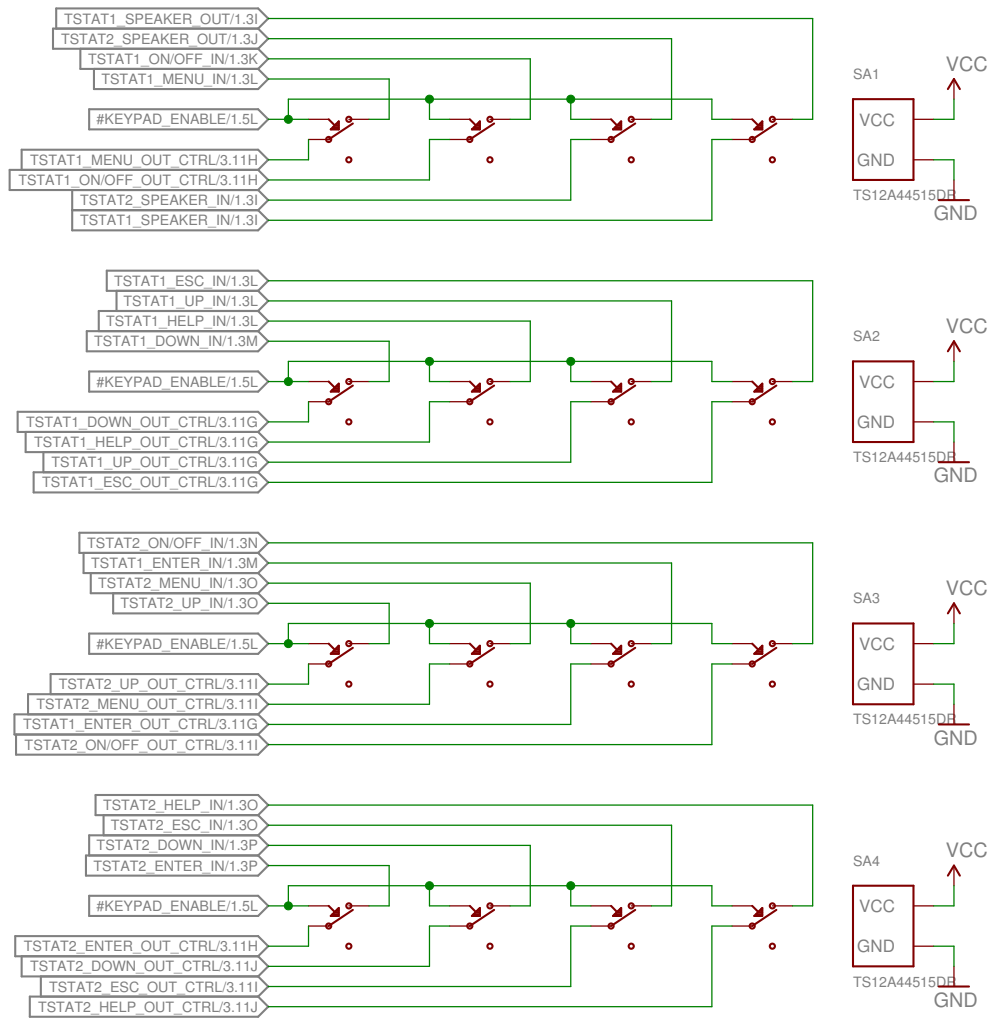 TSTAT1_SPEAKER_OUT/1.3I
TSTAT2_SPEAKER_OUT/1.3J
TSTAT1_ON/OFF_IN/1.3K
TSTAT1_MENU_IN/1.3L
#KEYPAD_ENABLE/1.5L
TSTAT1_MENU_OUT_CTRL/3.11H
TSTAT1_ON/OFF_OUT_CTRL/3.11H
TSTAT2_SPEAKER_IN/1.3I
TSTAT1_SPEAKER_IN/1.3I
SA1
VCC
VCC
GND
TS12A44515DR
GND
TSTAT1_ESC_IN/1.3L
TSTAT1_UP_IN/1.3L
TSTAT1_HELP_IN/1.3L
TSTAT1_DOWN_IN/1.3M
#KEYPAD_ENABLE/1.5L
TSTAT1_DOWN_OUT_CTRL/3.11G
TSTAT1_HELP_OUT_CTRL/3.11G
TSTAT1_UP_OUT_CTRL/3.11G
TSTAT1_ESC_OUT_CTRL/3.11G
SA2
VCC
VCC
GND
TS12A44515DR
GND
TSTAT2_ON/OFF_IN/1.3N
TSTAT1_ENTER_IN/1.3M
TSTAT2_MENU_IN/1.3O
TSTAT2_UP_IN/1.3O
#KEYPAD_ENABLE/1.5L
TSTAT2_UP_OUT_CTRL/3.11I
TSTAT2_MENU_OUT_CTRL/3.11I
TSTAT1_ENTER_OUT_CTRL/3.11G
TSTAT2_ON/OFF_OUT_CTRL/3.11I
SA3
VCC
VCC
GND
TS12A44515DR
GND
TSTAT2_HELP_IN/1.3O
TSTAT2_ESC_IN/1.3O
TSTAT2_DOWN_IN/1.3P
TSTAT2_ENTER_IN/1.3P
#KEYPAD_ENABLE/1.5L
TSTAT2_ENTER_OUT_CTRL/3.11H
TSTAT2_DOWN_OUT_CTRL/3.11J
TSTAT2_ESC_OUT_CTRL/3.11I
TSTAT2_HELP_OUT_CTRL/3.11J
SA4
VCC
VCC
GND
TS12A44515DR
GND